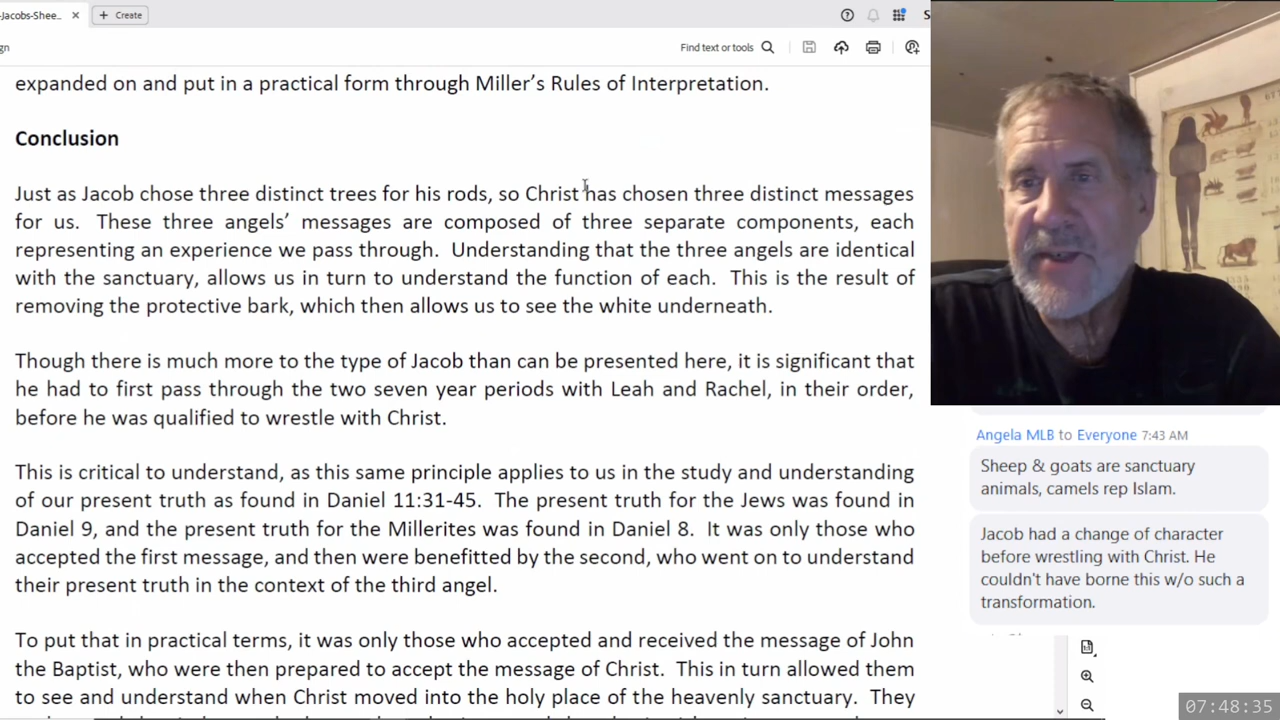 -Jacobs-Shee...
Create
gn
Find text or tools
S
expanded on and put in a practical form through Miller's Rules of Interpretation.
Conclusion
Just as Jacob chose three distinct trees for his rods, so Christ has chosen three distinct messages
for us. These three angels' messages are composed of three separate components, each
representing an experience we pass through. Understanding that the three angels are identical
with the sanctuary, allows us in turn to understand the function of each. This is the result of
removing the protective bark, which then allows us to see the white underneath.
Though there is much more to the type of Jacob than can be presented here, it is significant that
he had to first pass through the two seven year periods with Leah and Rachel, in their order,
before he was qualified to wrestle with Christ.
This is critical to understand, as this same principle applies to us in the study and understanding
of our present truth as found in Daniel 11:31-45. The present truth for the Jews was found in
Daniel 9, and the present truth for the Millerites was found in Daniel 8. It was only those who
accepted the first message, and then were benefitted by the second, who went on to understand
their present truth in the context of the third angel.
To put that in practical terms, it was only those who accepted and received the message of John
the Baptist, who were then prepared to accept the message of Christ. This in turn allowed them
to see and understand when Christ moved into the holy place of the heavenly sanctuary. They
Angela MLB to Everyone 7:43 AM
Sheep & goats are sanctuary
animals, camels rep Islam.
Jacob had a change of character
before wrestling with Christ. He
couldn't have borne this w/o such a
transformation.
07:48:35